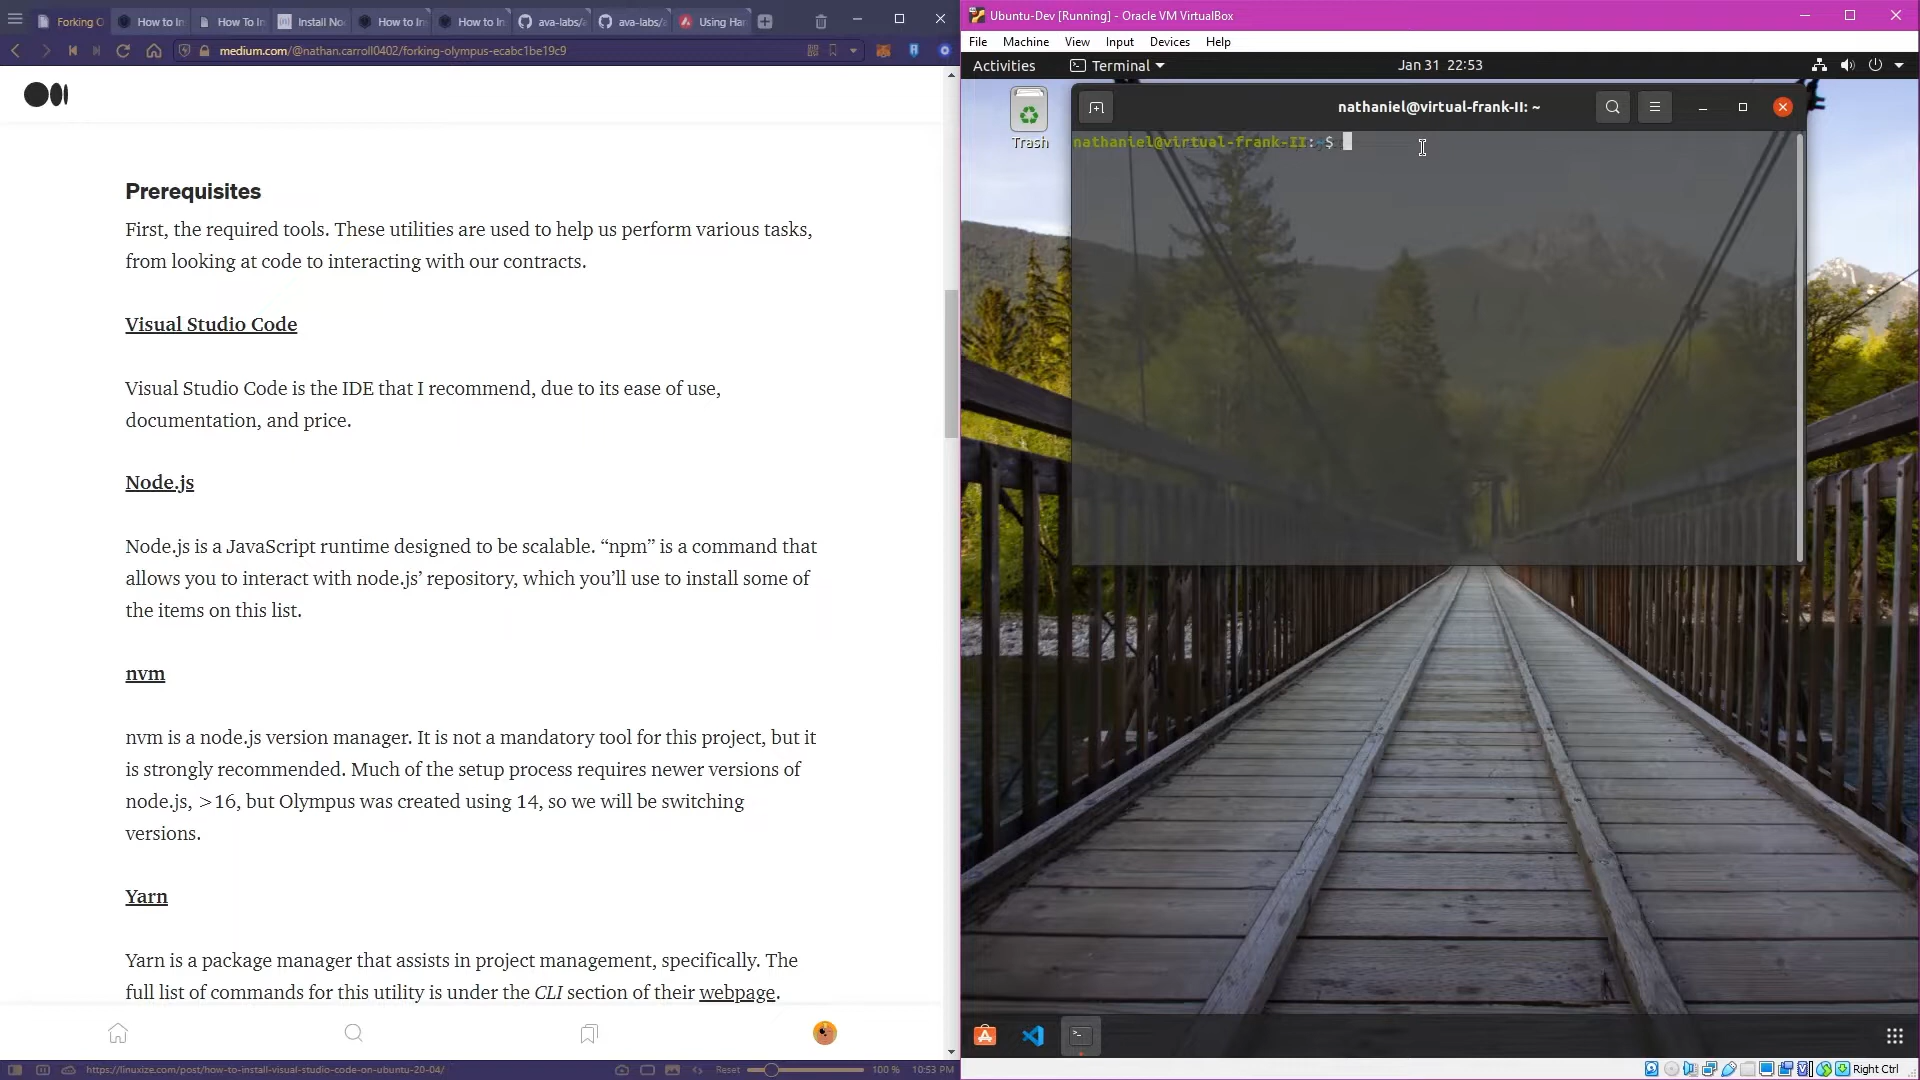 Forking O
How to In
How To In
Install No
How to In
How to In
ava-labs/a
ava-labs/a
Using Har
medium.com/@nathan.carroll0402/forking-olympus-ecabc1be19c9
Prerequisites
First, the required tools. These utilities are used to help us perform various tasks,
from looking at code to interacting with our contracts.
Visual Studio Code
Visual Studio Code is the IDE that I recommend, due to its ease of use,
documentation, and price.
Node.js
Node.js is a JavaScript runtime designed to be scalable. “npm” is a command that
allows you to interact with node.js’ repository, which you’ll use to install some of
the items on this list.
nvm
nvm is a node.js version manager. It is not a mandatory tool for this project, but it
is strongly recommended. Much of the setup process requires newer versions of
node.js, >16, but Olympus was created using 14, so we will be switching
versions.
Yarn
Yarn is a package manager that assists in project management, specifically. The
full list of commands for this utility is under the CLI section of their webpage.
https://linuxize.com/post/how-to-install-visual-studio-code-on-ubuntu-20-04/
Reset
100 %
10:53 PM
Ubuntu-Dev [Running] - Oracle VM VirtualBox
File Machine View Input Devices Help
Activities
Terminal
Jan 31 22:53
Trash
nathaniel@virtual-frank-II: ~
nathaniel@virtual-frank-II:~$
Right Ctrl